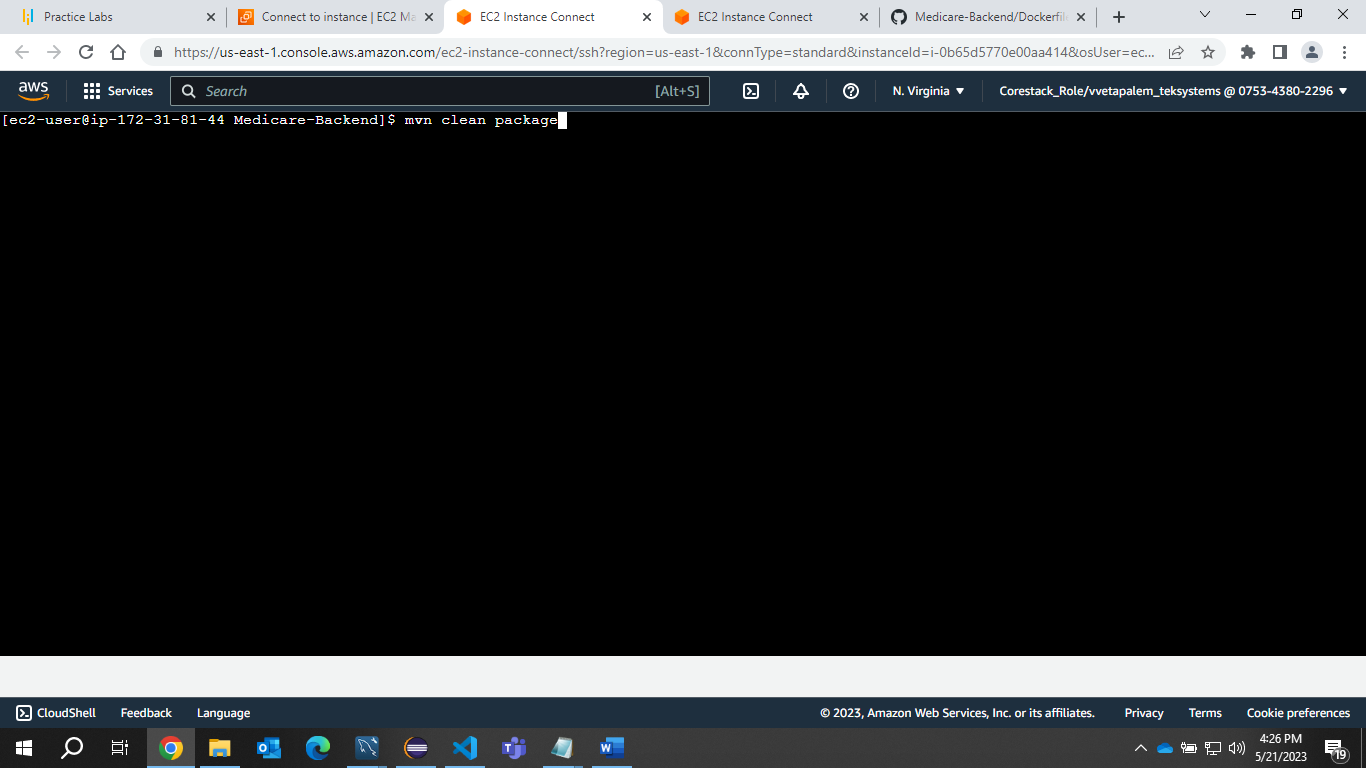 Practice Labs
Connect to instance | EC2 Ma
EC2 Instance Connect
EC2 Instance Connect
Medicare-Backend/Dockerfil
https://us-east-1.console.aws.amazon.com/ec2-instance-connect/ssh?region=us-east-1&connType=standard&instanceId=i-0b65d5770e00aa414&osUser=ec...
aws
Services
Search
[Alt+S]
N. Virginia
Corestack_Role/vvetapalem_teksystems @ 0753-4380-2296
[ec2-user@ip-172-31-81-44 Medicare-Backend]$ mvn clean package
CloudShell
Feedback
Language
© 2023, Amazon Web Services, Inc. or its affiliates.
Privacy
Terms
Cookie preferences
4:26 PM
5/21/2023
19